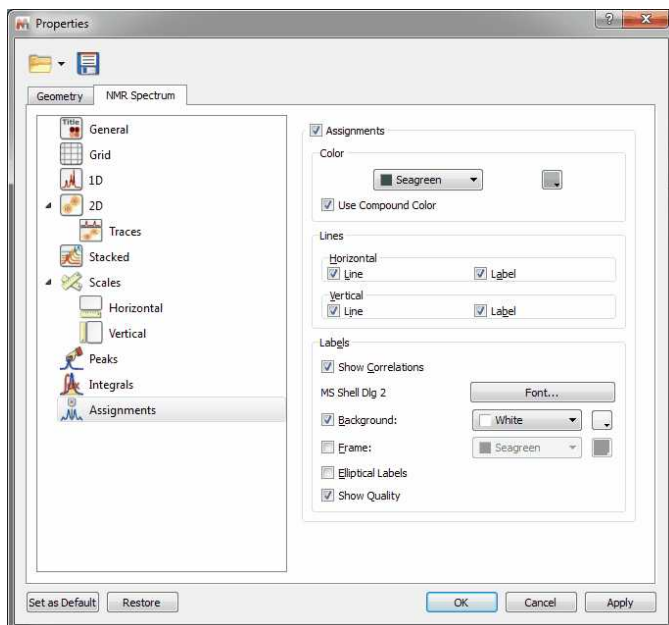 Properties
Geometry
NMR Spectrum
Title
General
Grid
1D
2D
Traces
Stacked
Scales
Horizontal
Vertical
Peaks
Integrals
Assignments
Assignments
Color
Seagreen
Use Compound Color
Lines
Horizontal
Line Label
Vertical
Line Label
Labels
Show Correlations
MS Shell Dlg 2 Font...
Background: White
Frame: Seagreen
Elliptical Labels
Show Quality
Set as Default Restore OK Cancel Apply